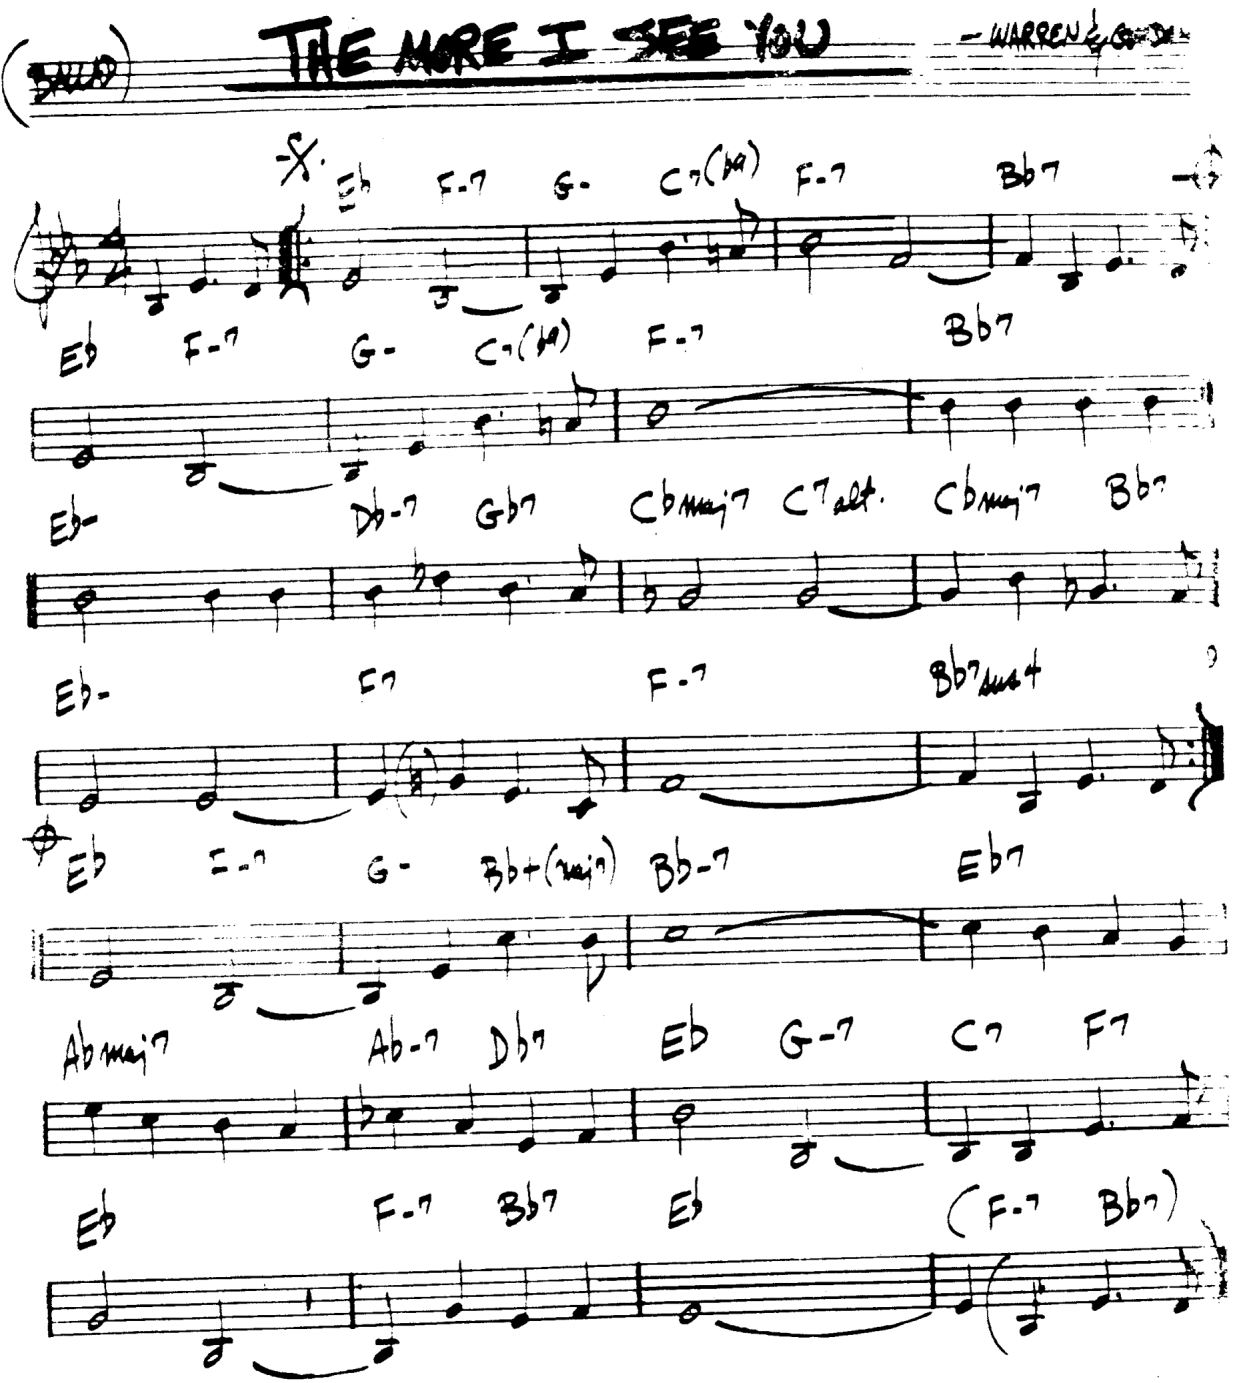 (BALLAD) THE MORE I SEE YOU - WARREN & GORDON
Eb F-7 G- C7(b9) F-7 Bb7
Eb F-7 G- C7(b9) F-7 Bb7
Eb- Db-7 Gb7 Cbmaj7 C7alt. Cbmaj7 Bb7
Eb- F7 F-7 Bb7sus4
Eb F-7 G- Bb+(maj7) Bb-7 Eb7
Abmaj7 Ab-7 Db7 Eb G-7 C7 F7
Eb F-7 Bb7 Eb (F-7 Bb7)